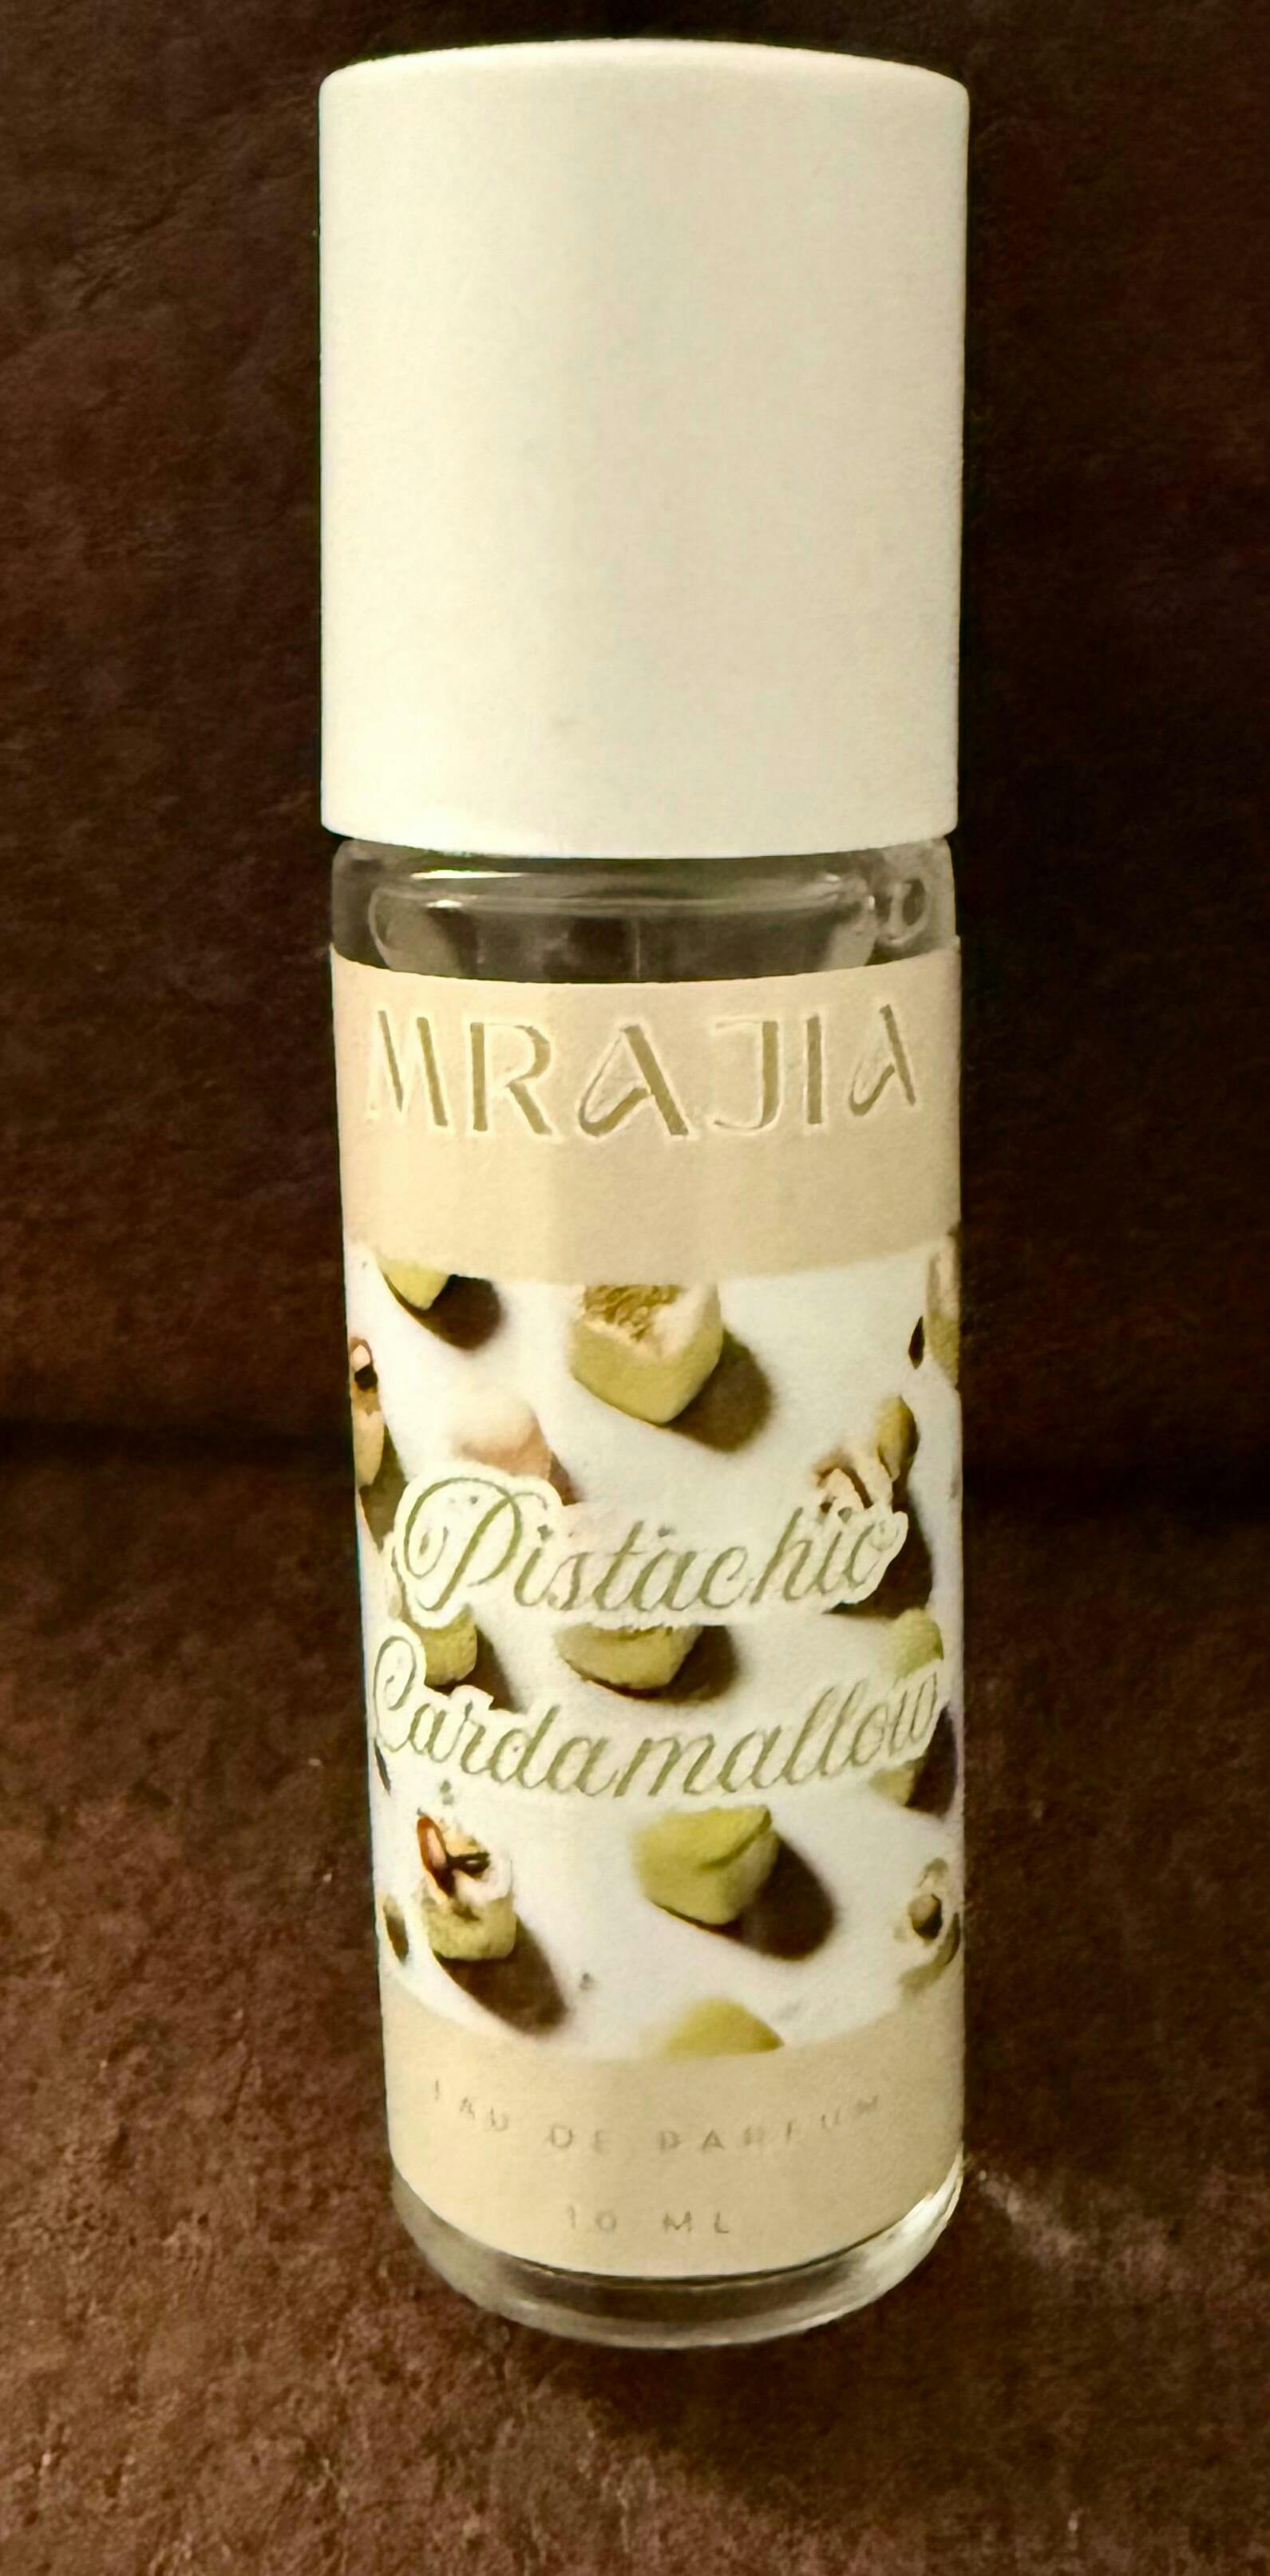 MRAJIA
Pistachio
Cardamallow
EAU DE PARFUM
10 ML